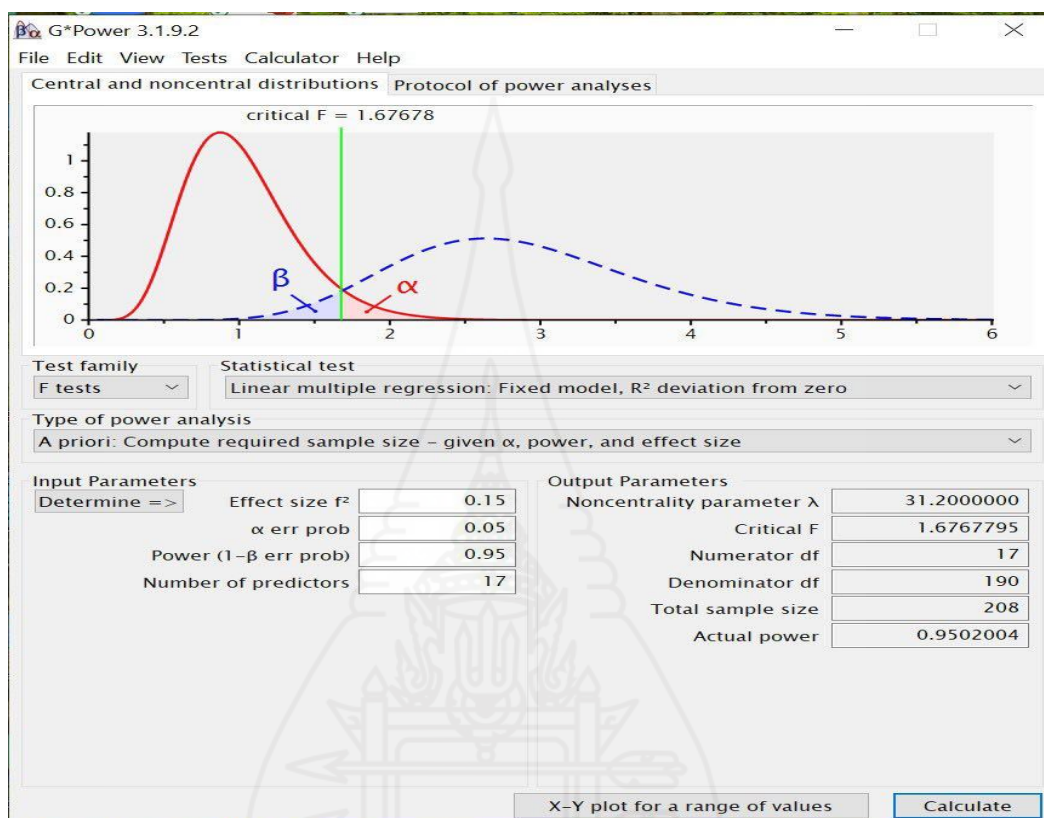 βα G*Power 3.1.9.2
File Edit View Tests Calculator Help
Central and noncentral distributions Protocol of power analyses
critical F = 1.67678
1
0.8
0.6
0.4
0.2
0
β
α
0 1 2 3 4 5 6
Test family Statistical test
F tests Linear multiple regression: Fixed model, R² deviation from zero
Type of power analysis
A priori: Compute required sample size – given α, power, and effect size
Input Parameters Output Parameters
Determine => Effect size f² 0.15 Noncentrality parameter λ 31.2000000
α err prob 0.05 Critical F 1.6767795
Power (1-β err prob) 0.95 Numerator df 17
Number of predictors 17 Denominator df 190
Total sample size 208
Actual power 0.9502004
X-Y plot for a range of values Calculate